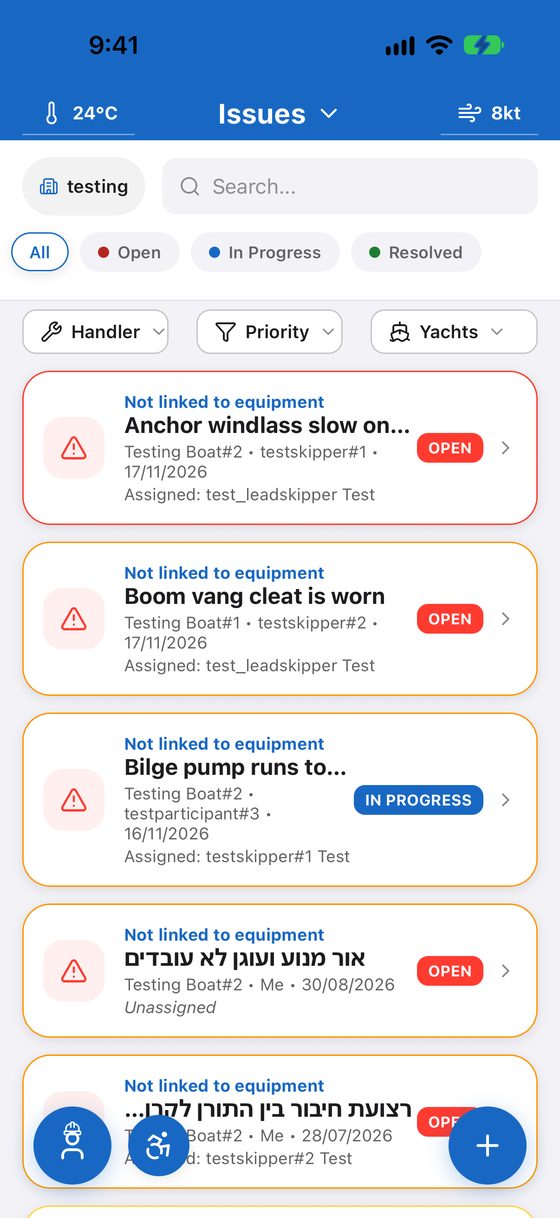 9:41
24°C
Issues
8kt
testing
Search...
All
Open
In Progress
Resolved
Handler
Priority
Yachts
Not linked to equipment
Anchor windlass slow on...
Testing Boat#2 • testskipper#1 •
17/11/2026
Assigned: test_leadskipper Test
OPEN
Not linked to equipment
Boom vang cleat is worn
Testing Boat#1 • testskipper#2 •
17/11/2026
Assigned: test_leadskipper Test
OPEN
Not linked to equipment
Bilge pump runs to...
Testing Boat#2 •
testparticipant#3 •
16/11/2026
Assigned: testskipper#1 Test
IN PROGRESS
Not linked to equipment
אור מנוע ועוגן לא עובדים
Testing Boat#2 • Me • 30/08/2026
Unassigned
OPEN
Not linked to equipment
רצועת חיבור בין התורן לקרן...
Boat#2 • Me • 28/07/2026
testskipper#2 Test